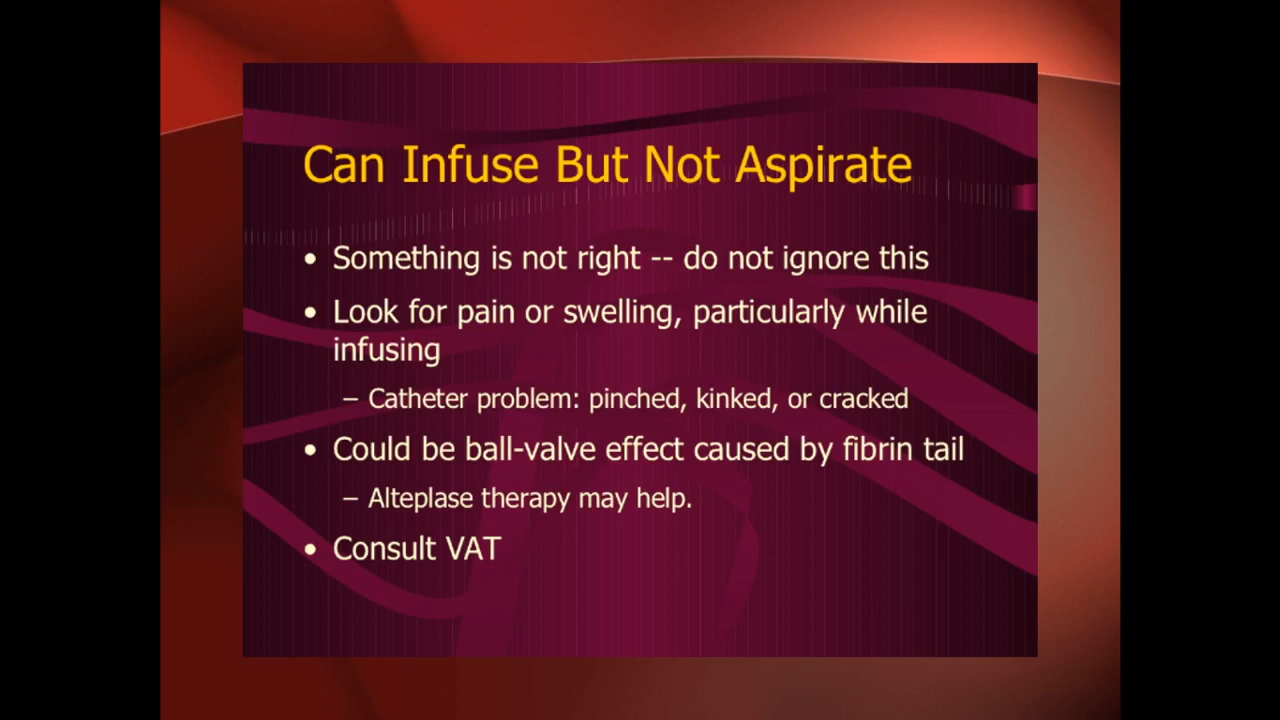 Can Infuse But Not Aspirate
• Something is not right -- do not ignore this
• Look for pain or swelling, particularly while
infusing
– Catheter problem: pinched, kinked, or cracked
• Could be ball-valve effect caused by fibrin tail
– Alteplase therapy may help.
• Consult VAT